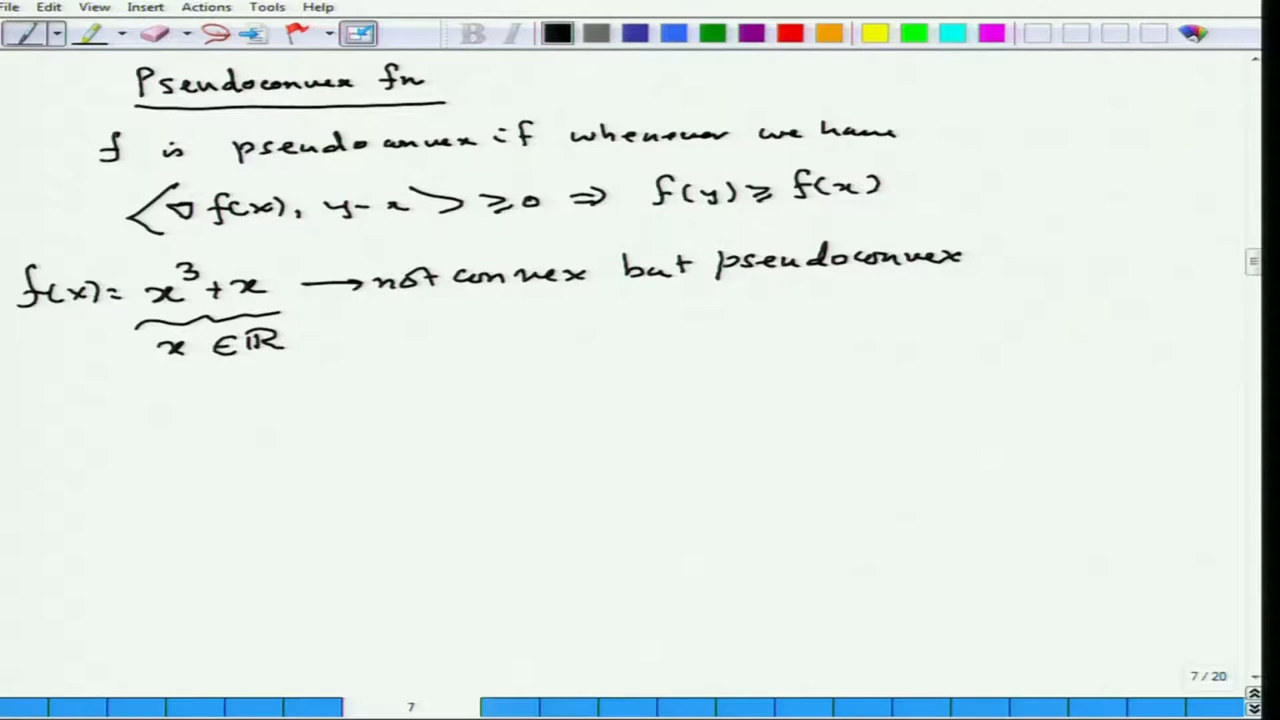 File Edit View Insert Actions Tools Help
B I
Pseudoconvex fn
f is pseudoconvex if whenever we have
⟨∇f(x), y-x⟩ ≥ 0 ⇒ f(y) ≥ f(x)
f(x) = x³+x → not convex but pseudoconvex
x ∈ ℝ
7 / 20
7